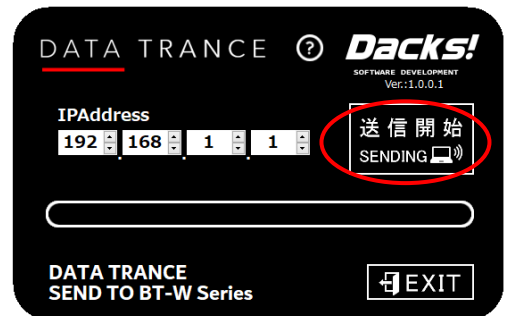 DATA TRANCE ?
Dacks!
SOFTWARE DEVELOPMENT
Ver.:1.0.0.1
IPAddress
192 . 168 . 1 . 1
送信開始
SENDING
DATA TRANCE
SEND TO BT-W Series
EXIT